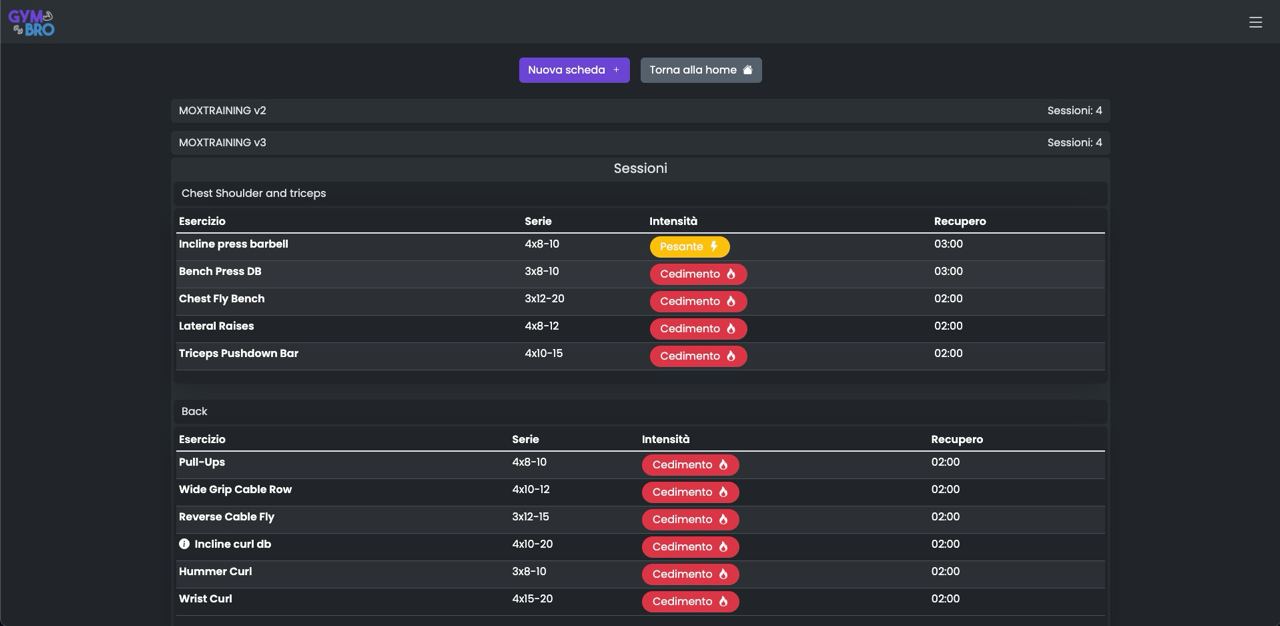 GYM
BRO
Nuova scheda +
Torna alla home
MOXTRAINING v2 Sessioni: 4
MOXTRAINING v3 Sessioni: 4
Sessioni
Chest Shoulder and triceps
Esercizio Serie Intensità Recupero
Incline press barbell 4x8-10 Pesante 03:00
Bench Press DB 3x8-10 Cedimento 03:00
Chest Fly Bench 3x12-20 Cedimento 02:00
Lateral Raises 4x8-12 Cedimento 02:00
Triceps Pushdown Bar 4x10-15 Cedimento 02:00
Back
Esercizio Serie Intensità Recupero
Pull-Ups 4x8-10 Cedimento 02:00
Wide Grip Cable Row 4x10-12 Cedimento 02:00
Reverse Cable Fly 3x12-15 Cedimento 02:00
Incline curl db 4x10-20 Cedimento 02:00
Hummer Curl 3x8-10 Cedimento 02:00
Wrist Curl 4x15-20 Cedimento 02:00